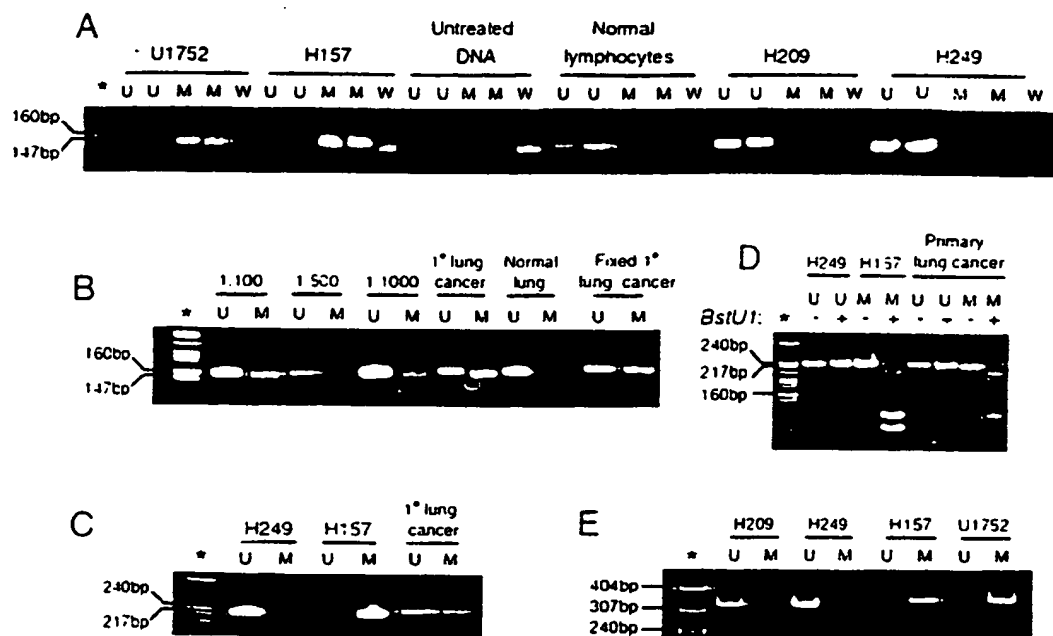 A
Untreated Normal
U1752 H157 DNA lymphocytes H209 H249
* U U M M W U U M M W U U M M W U U M M W U U M M W U U M M W
160bp
147bp
B
1:100 1:500 1:1000 1° lung cancer Normal lung Fixed 1° lung cancer
* U M U M U M U M U M U M
160bp
147bp
D
Primary
H249 H157 lung cancer
U U M M U U M M
BstU1: * - + - + - + - +
240bp
217bp
160bp
C
1° lung
H249 H157 cancer
* U M U M U M
240bp
217bp
E
H209 H249 H157 U1752
* U M U M U M U M
404bp
307bp
240bp